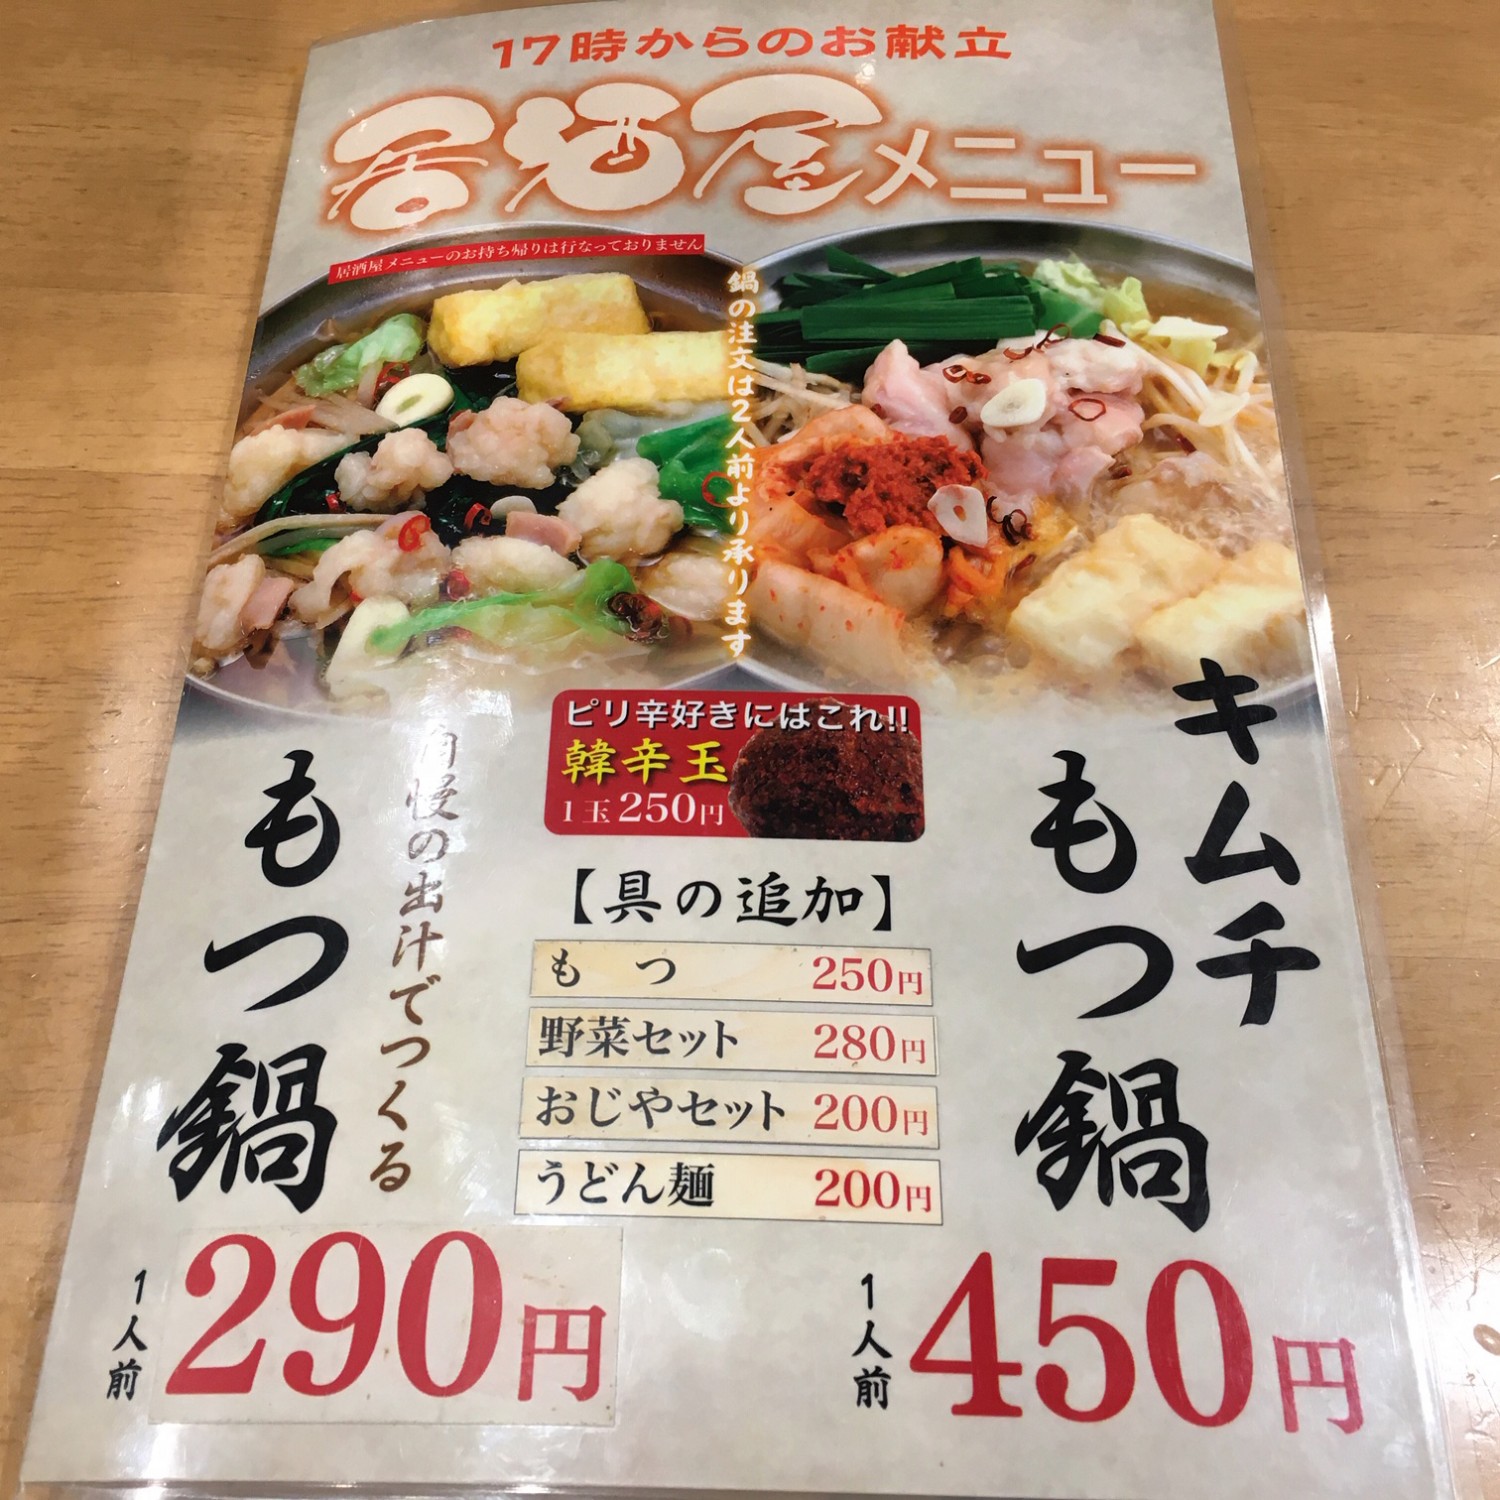 17時からのお献立
居酒屋メニュー
居酒屋メニューのお持ち帰りは行なっておりません
鍋の注文は2人前より承ります
ピリ辛好きにはこれ!!
韓辛玉
1玉250円
キムチ
もつ鍋
1人前
450円
【具の追加】
もつ 250円
野菜セット 280円
おじやセット 200円
うどん麺 200円
自慢の出汁でつくる
もつ鍋
1人前
290円